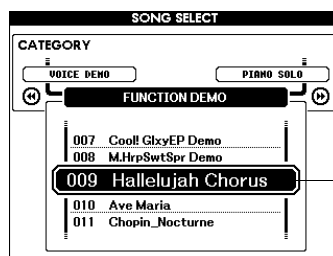 SONG SELECT
CATEGORY
VOICE DEMO
PIANO SOLO
FUNCTION DEMO
007 Cool! GlxyEP Demo
008 M.HrpSwtSpr Demo
009 Hallelujah Chorus
010 Ave Maria
011 Chopin_Nocturne